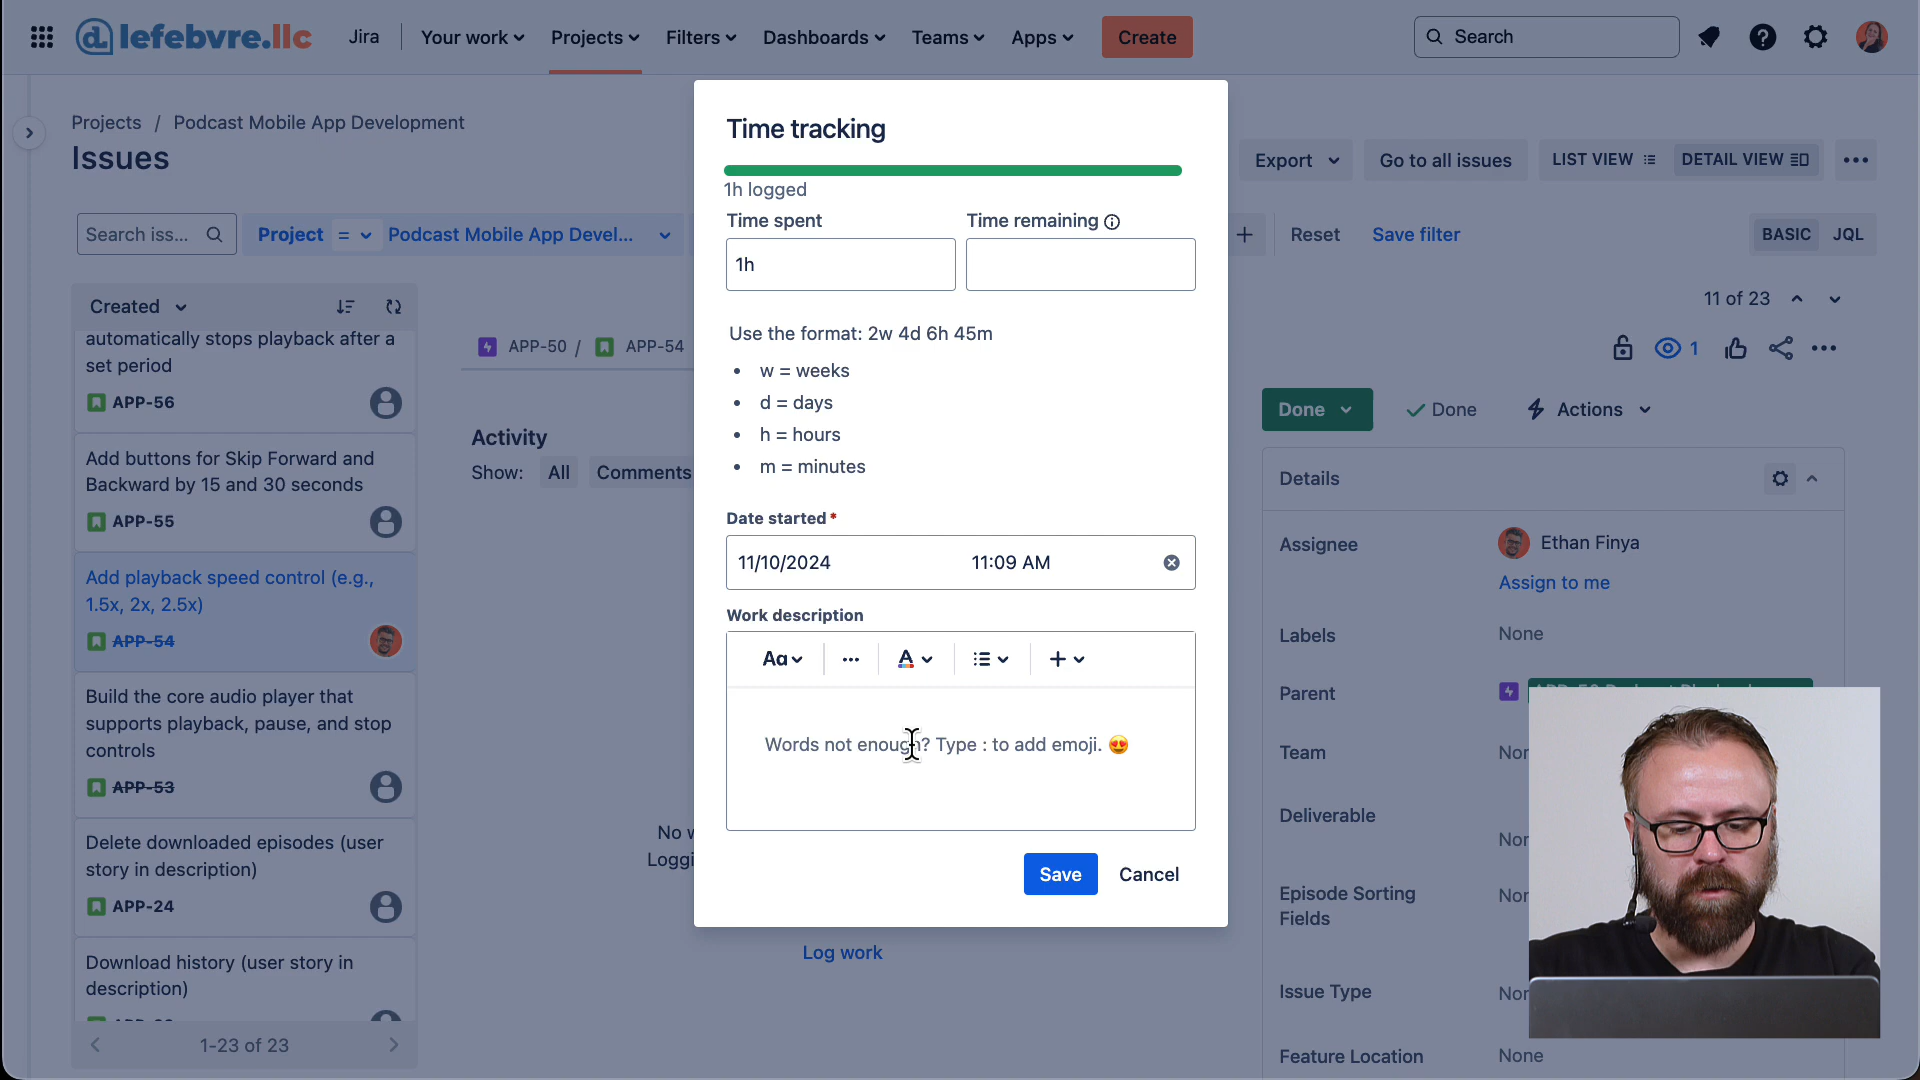 lefebvre.llc
Jira
Your work
Projects
Filters
Dashboards
Teams
Apps
Create
Search
Projects / Podcast Mobile App Development
Issues
Export
Go to all issues
LIST VIEW
DETAIL VIEW
Search iss...
Project = Podcast Mobile App Devel...
Reset
Save filter
BASIC
JQL
Created
automatically stops playback after a
set period
APP-56
Add buttons for Skip Forward and
Backward by 15 and 30 seconds
APP-55
Add playback speed control (e.g.,
1.5x, 2x, 2.5x)
APP-54
Build the core audio player that
supports playback, pause, and stop
controls
APP-53
Delete downloaded episodes (user
story in description)
APP-24
Download history (user story in
description)
1-23 of 23
APP-50 / APP-54
Activity
Show: All Comments
No w
Loggi
Log work
Time tracking
1h logged
Time spent
Time remaining
1h
Use the format: 2w 4d 6h 45m
• w = weeks
• d = days
• h = hours
• m = minutes
Date started*
11/10/2024 11:09 AM
Work description
Aa
A
Words not enough? Type : to add emoji. 😍
Save
Cancel
11 of 23
1
Done
Done
Actions
Details
Assignee
Ethan Finya
Assign to me
Labels
None
Parent
Team
Non
Deliverable
Non
Episode Sorting
Fields
Non
Issue Type
Non
Feature Location
None